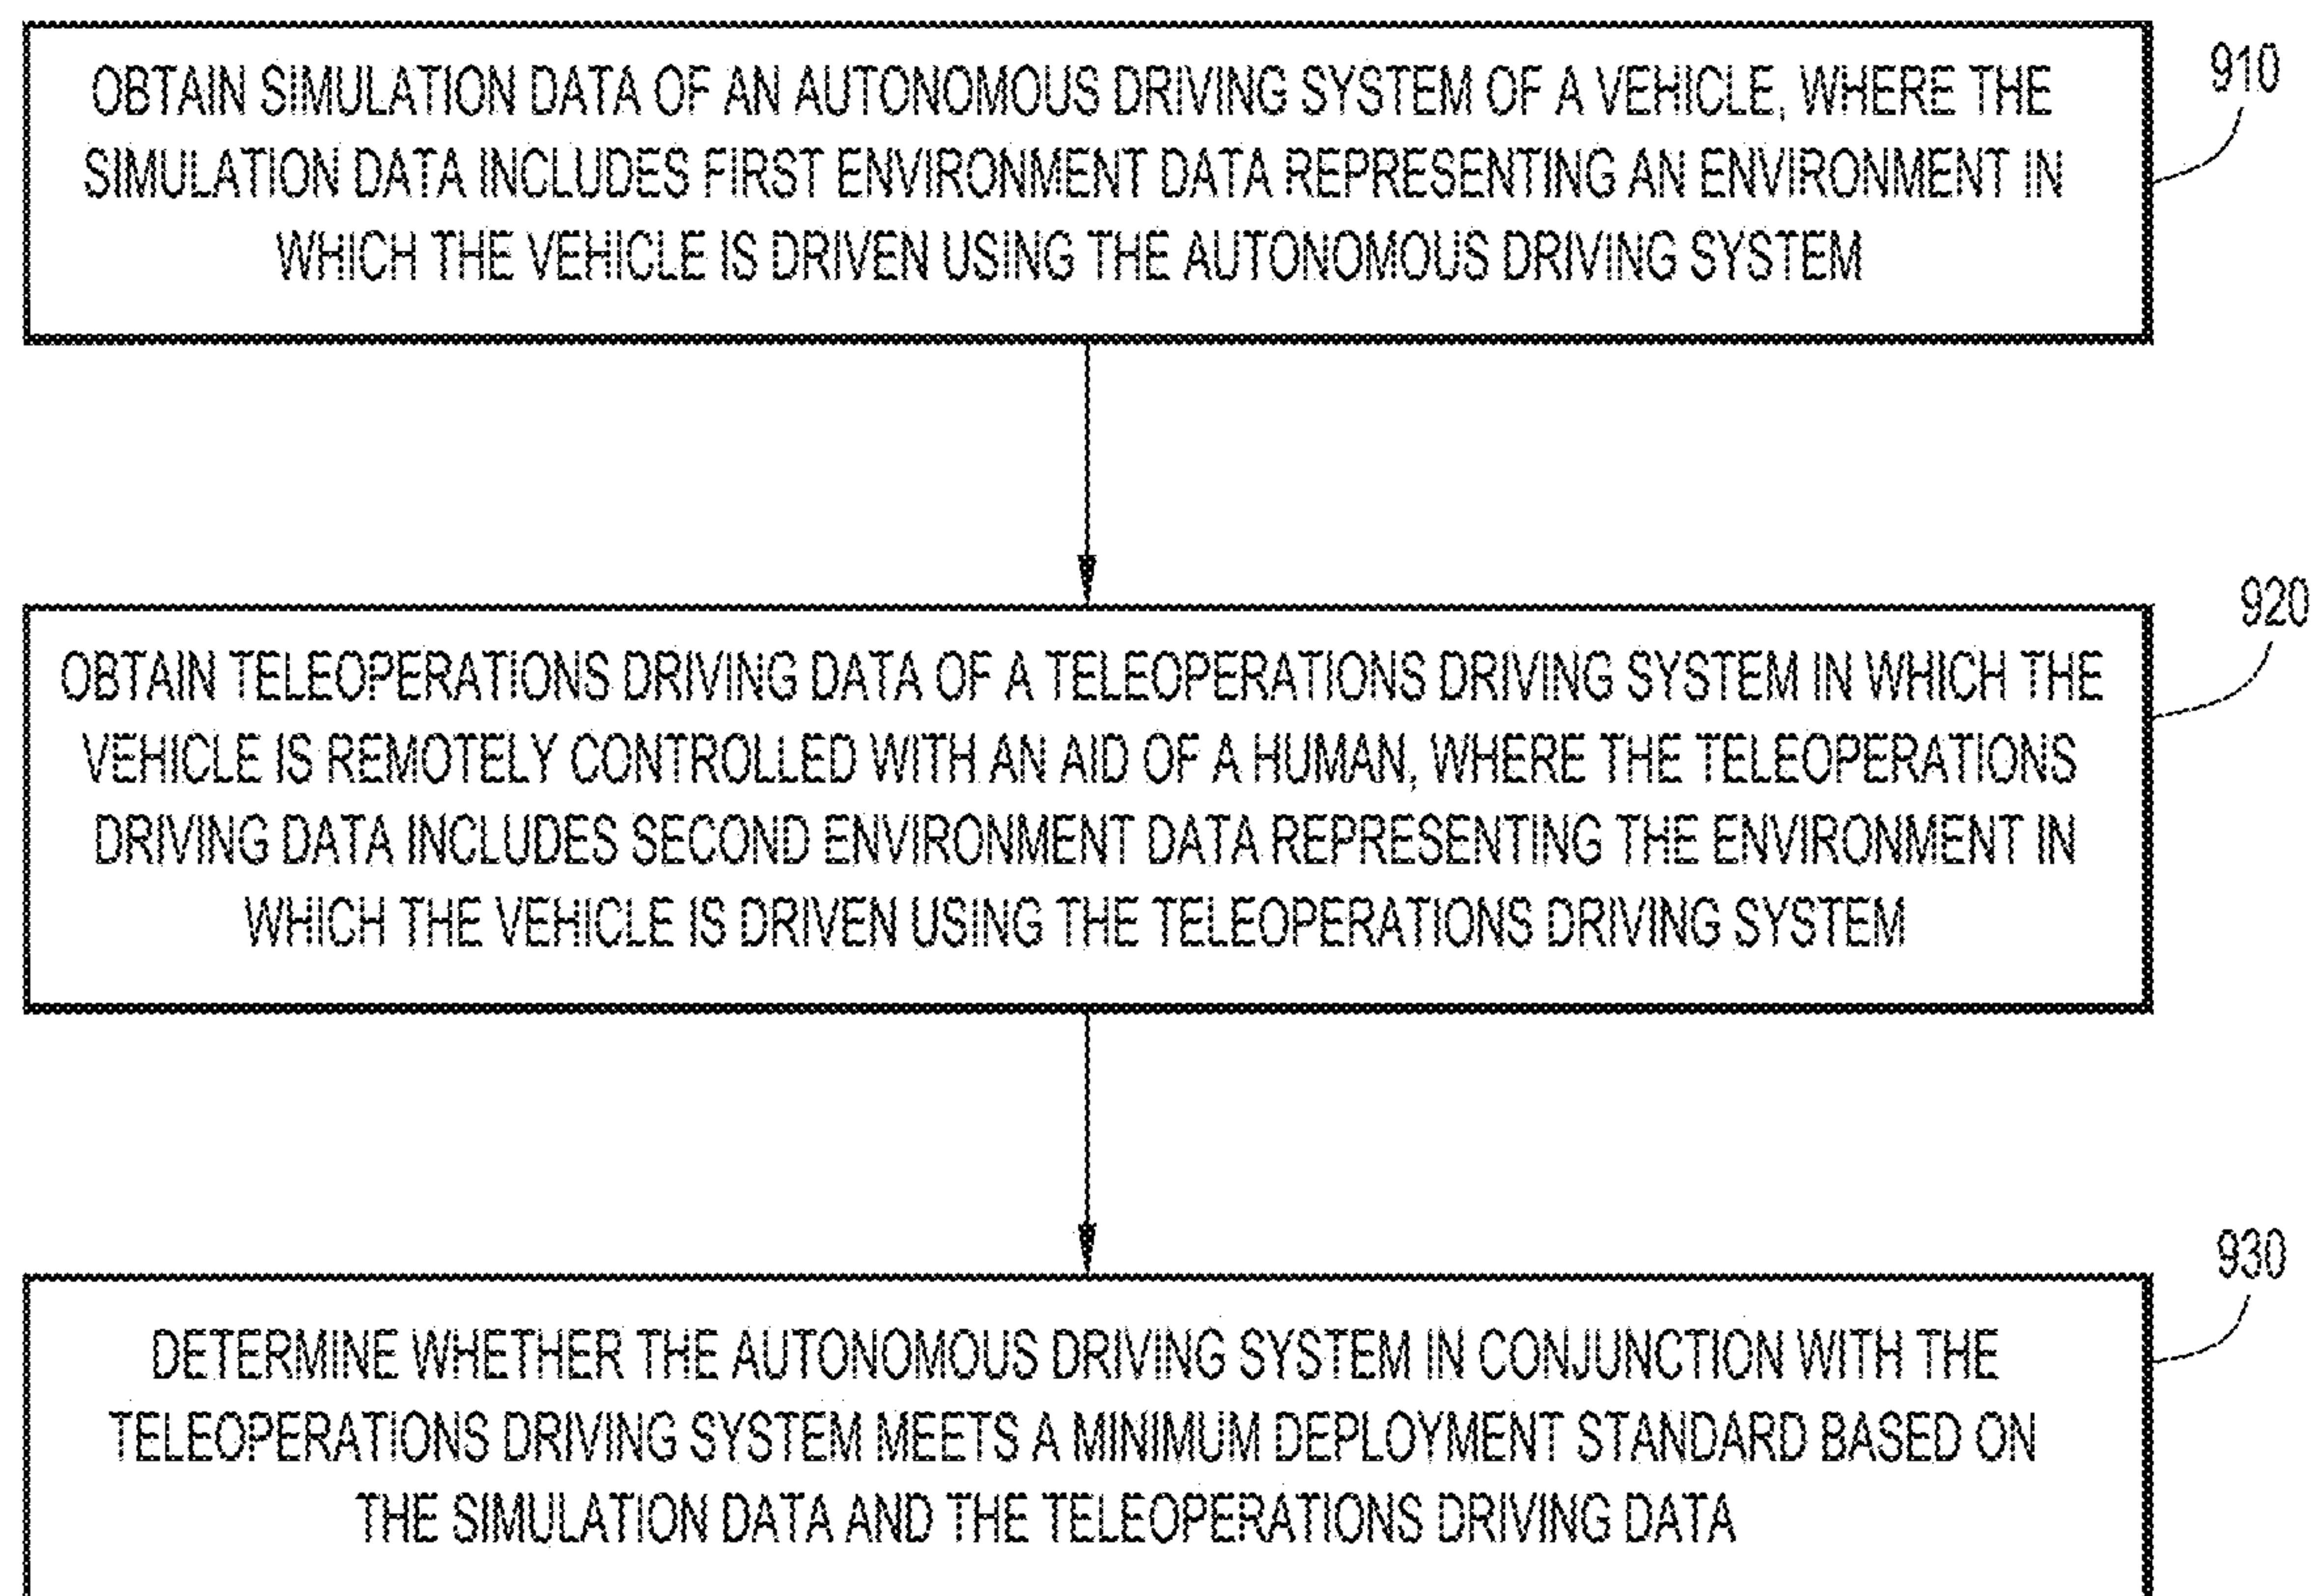 OBTAIN SIMULATION DATA OF AN AUTONOMOUS DRIVING SYSTEM OF A VEHICLE, WHERE THE
SIMULATION DATA INCLUDES FIRST ENVIRONMENT DATA REPRESENTING AN ENVIRONMENT IN
WHICH THE VEHICLE IS DRIVEN USING THE AUTONOMOUS DRIVING SYSTEM
910
OBTAIN TELEOPERATIONS DRIVING DATA OF A TELEOPERATIONS DRIVING SYSTEM IN WHICH THE
VEHICLE IS REMOTELY CONTROLLED WITH AN AID OF A HUMAN, WHERE THE TELEOPERATIONS
DRIVING DATA INCLUDES SECOND ENVIRONMENT DATA REPRESENTING THE ENVIRONMENT IN
WHICH THE VEHICLE IS DRIVEN USING THE TELEOPERATIONS DRIVING SYSTEM
920
DETERMINE WHETHER THE AUTONOMOUS DRIVING SYSTEM IN CONJUNCTION WITH THE
TELEOPERATIONS DRIVING SYSTEM MEETS A MINIMUM DEPLOYMENT STANDARD BASED ON
THE SIMULATION DATA AND THE TELEOPERATIONS DRIVING DATA
930